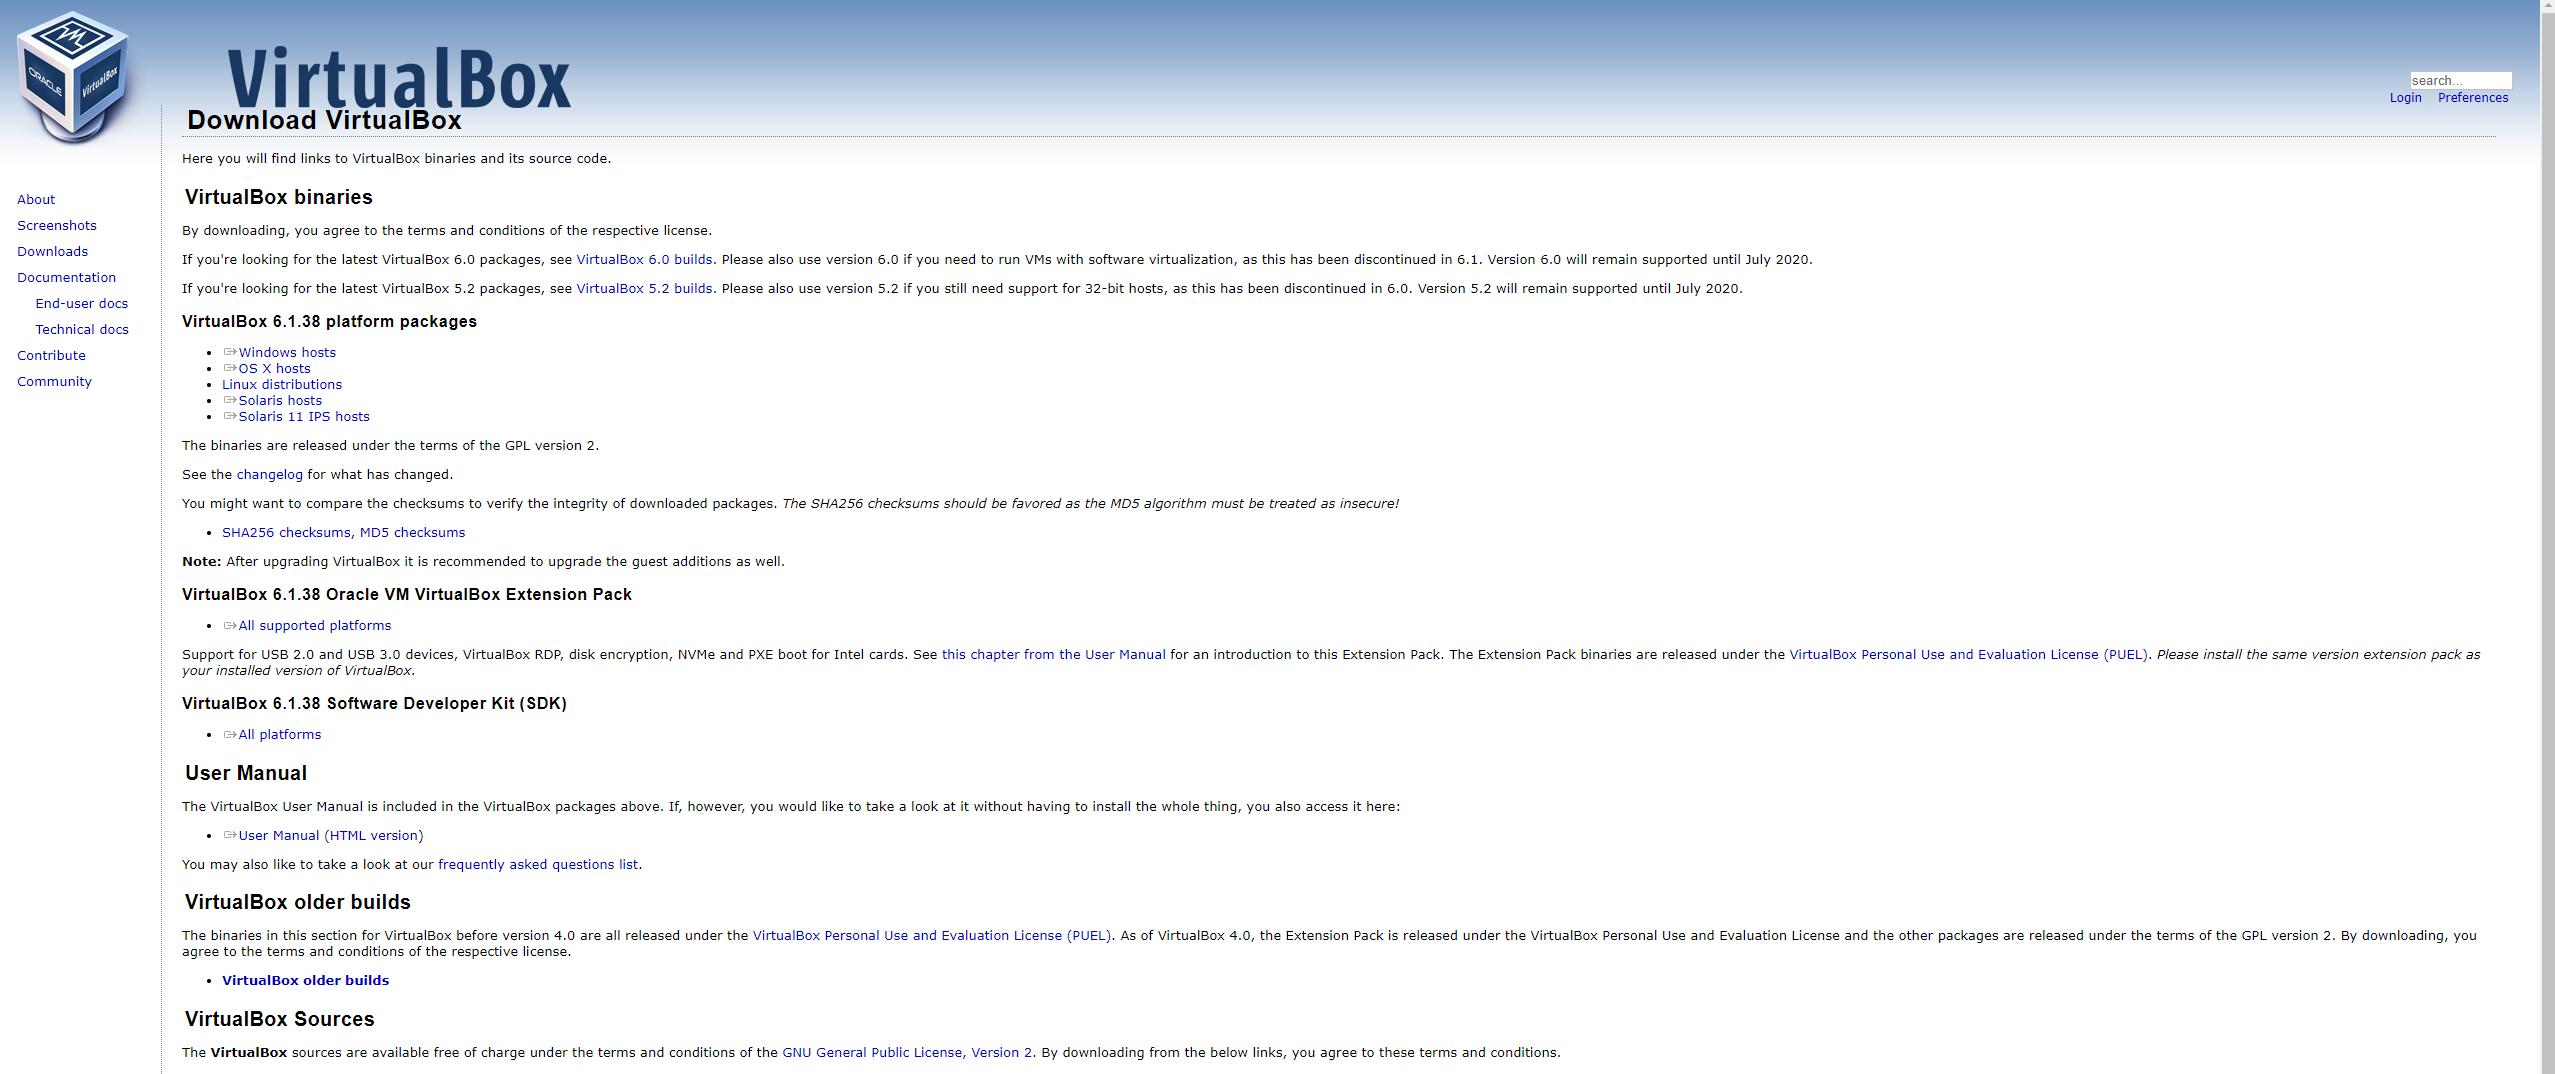 ORACLE
VirtualBox
VirtualBox
search...
Login Preferences
Download VirtualBox
Here you will find links to VirtualBox binaries and its source code.
About
Screenshots
Downloads
Documentation
End-user docs
Technical docs
Contribute
Community
VirtualBox binaries
By downloading, you agree to the terms and conditions of the respective license.
If you're looking for the latest VirtualBox 6.0 packages, see VirtualBox 6.0 builds. Please also use version 6.0 if you need to run VMs with software virtualization, as this has been discontinued in 6.1. Version 6.0 will remain supported until July 2020.
If you're looking for the latest VirtualBox 5.2 packages, see VirtualBox 5.2 builds. Please also use version 5.2 if you still need support for 32-bit hosts, as this has been discontinued in 6.0. Version 5.2 will remain supported until July 2020.
VirtualBox 6.1.38 platform packages
• Windows hosts
• OS X hosts
• Linux distributions
• Solaris hosts
• Solaris 11 IPS hosts
The binaries are released under the terms of the GPL version 2.
See the changelog for what has changed.
You might want to compare the checksums to verify the integrity of downloaded packages. The SHA256 checksums should be favored as the MD5 algorithm must be treated as insecure!
• SHA256 checksums, MD5 checksums
Note: After upgrading VirtualBox it is recommended to upgrade the guest additions as well.
VirtualBox 6.1.38 Oracle VM VirtualBox Extension Pack
• All supported platforms
Support for USB 2.0 and USB 3.0 devices, VirtualBox RDP, disk encryption, NVMe and PXE boot for Intel cards. See this chapter from the User Manual for an introduction to this Extension Pack. The Extension Pack binaries are released under the VirtualBox Personal Use and Evaluation License (PUEL). Please install the same version extension pack as
your installed version of VirtualBox.
VirtualBox 6.1.38 Software Developer Kit (SDK)
• All platforms
User Manual
The VirtualBox User Manual is included in the VirtualBox packages above. If, however, you would like to take a look at it without having to install the whole thing, you also access it here:
• User Manual (HTML version)
You may also like to take a look at our frequently asked questions list.
VirtualBox older builds
The binaries in this section for VirtualBox before version 4.0 are all released under the VirtualBox Personal Use and Evaluation License (PUEL). As of VirtualBox 4.0, the Extension Pack is released under the VirtualBox Personal Use and Evaluation License and the other packages are released under the terms of the GPL version 2. By downloading, you
agree to the terms and conditions of the respective license.
• VirtualBox older builds
VirtualBox Sources
The VirtualBox sources are available free of charge under the terms and conditions of the GNU General Public License, Version 2. By downloading from the below links, you agree to these terms and conditions.